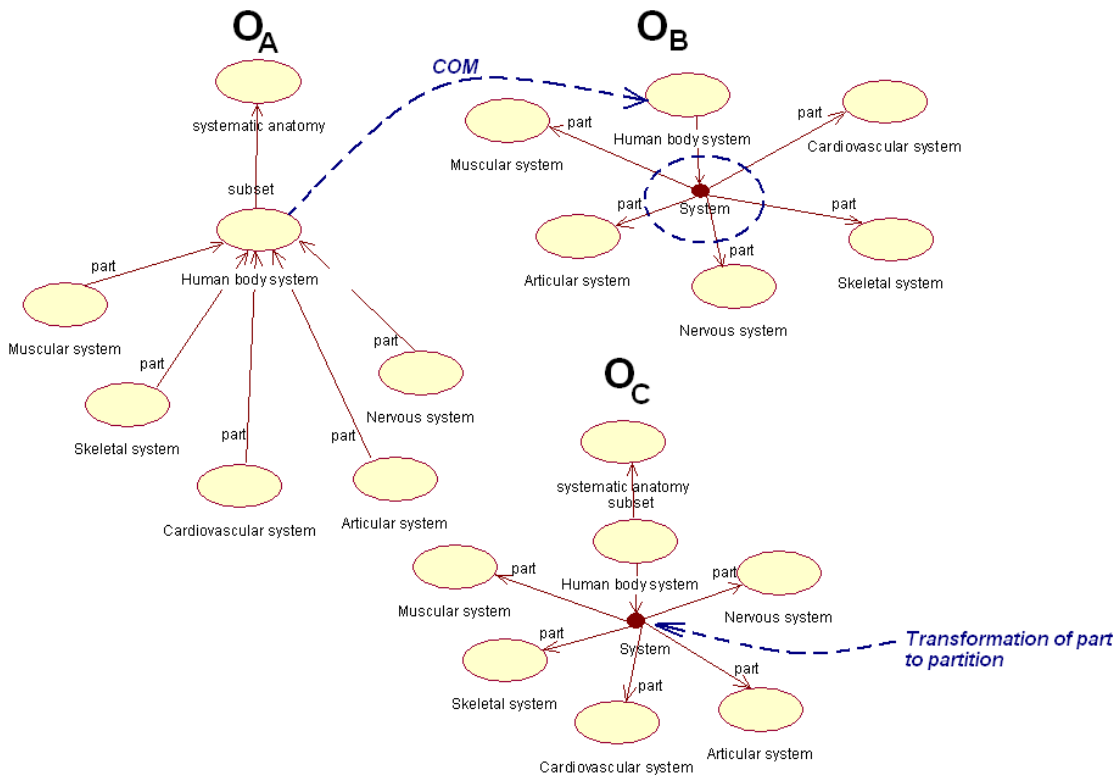 O_A
systematic anatomy
subset
part
Human body system
Muscular system
part
part
Nervous system
Skeletal system
part
part
Cardiovascular system
Articular system
COM
O_B
part
Human body system
Cardiovascular system
Muscular system
part
System
part
part
part
Articular system
Skeletal system
Nervous system
O_C
systematic anatomy
subset
part
Human body system
part
Muscular system
Nervous system
part
System
Skeletal system
part
part
Cardiovascular system
Articular system
Transformation of part
to partition